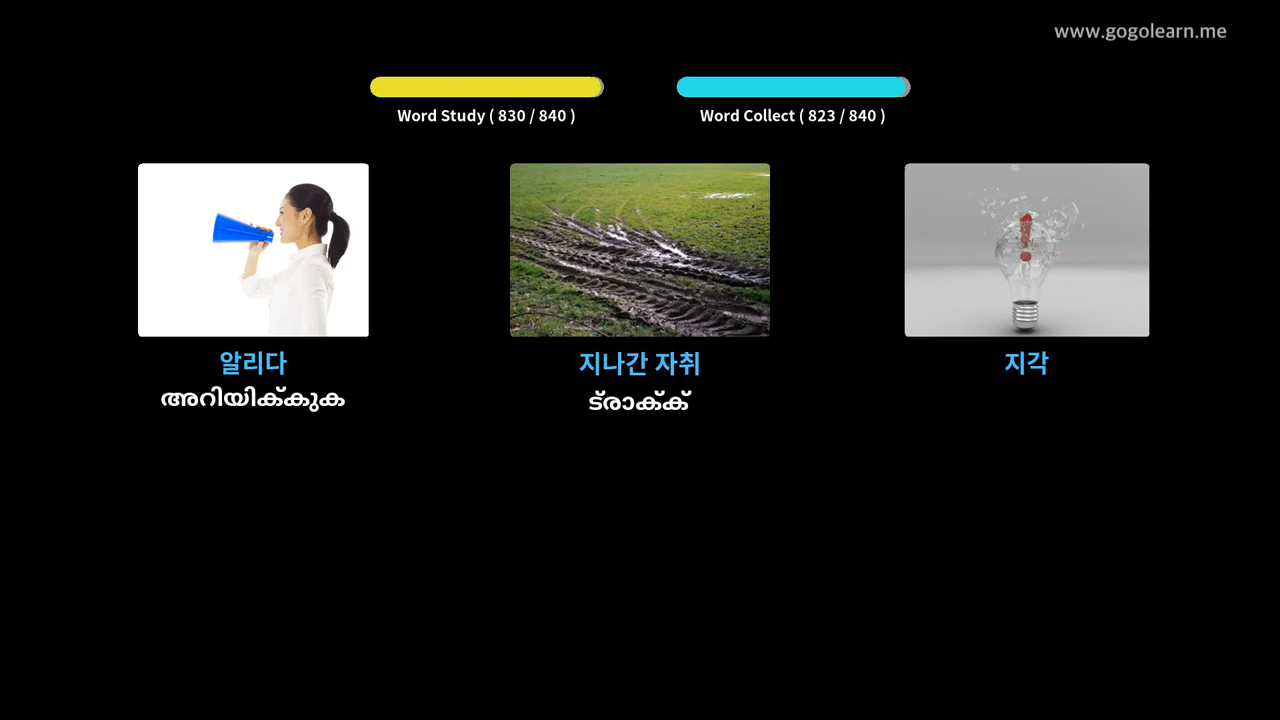 www.gogolearn.me
Word Study ( 830 / 840 )
Word Collect ( 823 / 840 )
알리다
അറിയിക്കുക
지나간 자취
ട്രാക്ക്
지각